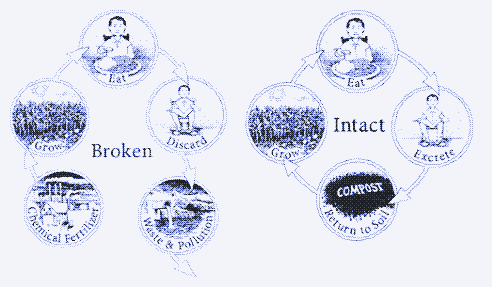 Eat
Discard
Waste & Pollution
Chemical Fertilizer
Grow
Broken
Eat
Excrete
COMPOST
Return to Soil
Grow
Intact